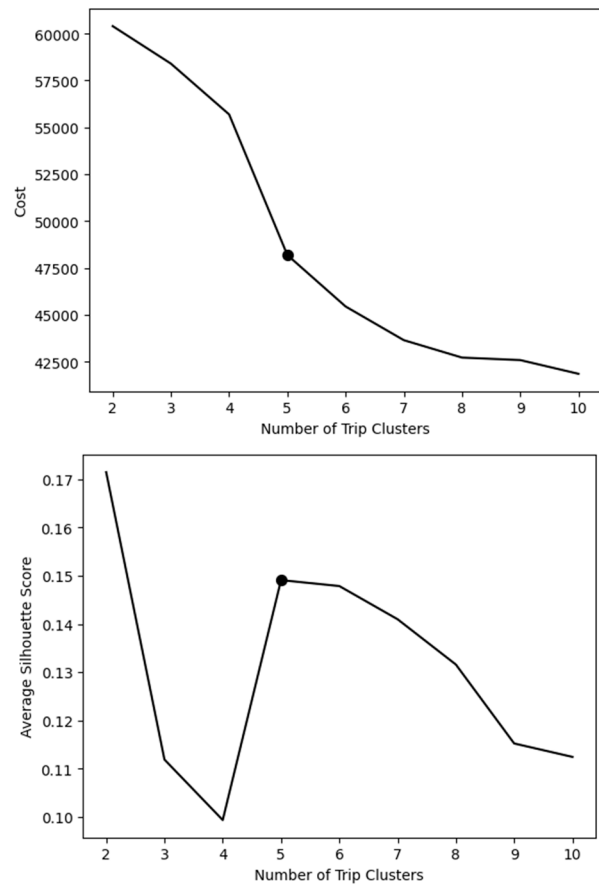 60000
57500
55000
52500
50000
47500
45000
42500
Cost
2 3 4 5 6 7 8 9 10
Number of Trip Clusters
0.17
0.16
0.15
0.14
0.13
0.12
0.11
0.10
Average Silhouette Score
2 3 4 5 6 7 8 9 10
Number of Trip Clusters